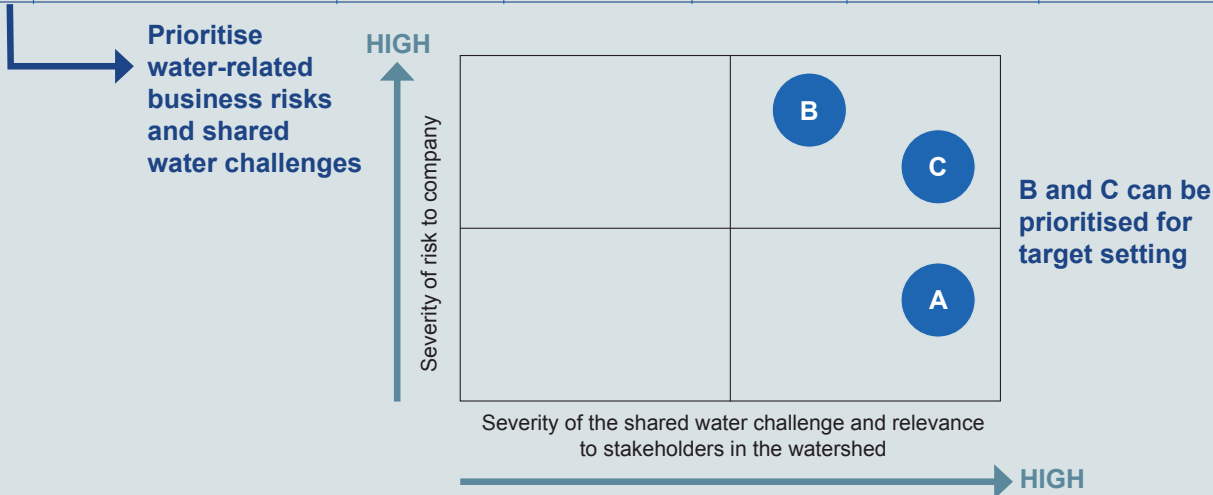 Prioritise
water-related
business risks
and shared
water challenges
HIGH
Severity of risk to company
B
C
A
B and C can be
prioritised for
target setting
Severity of the shared water challenge and relevance
to stakeholders in the watershed
HIGH